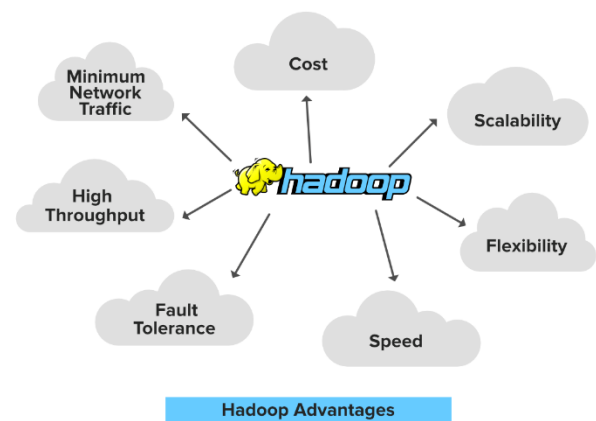 Cost
Minimum
Network
Traffic
Scalability
hadoop
High
Throughput
Flexibility
Fault
Tolerance
Speed
Hadoop Advantages